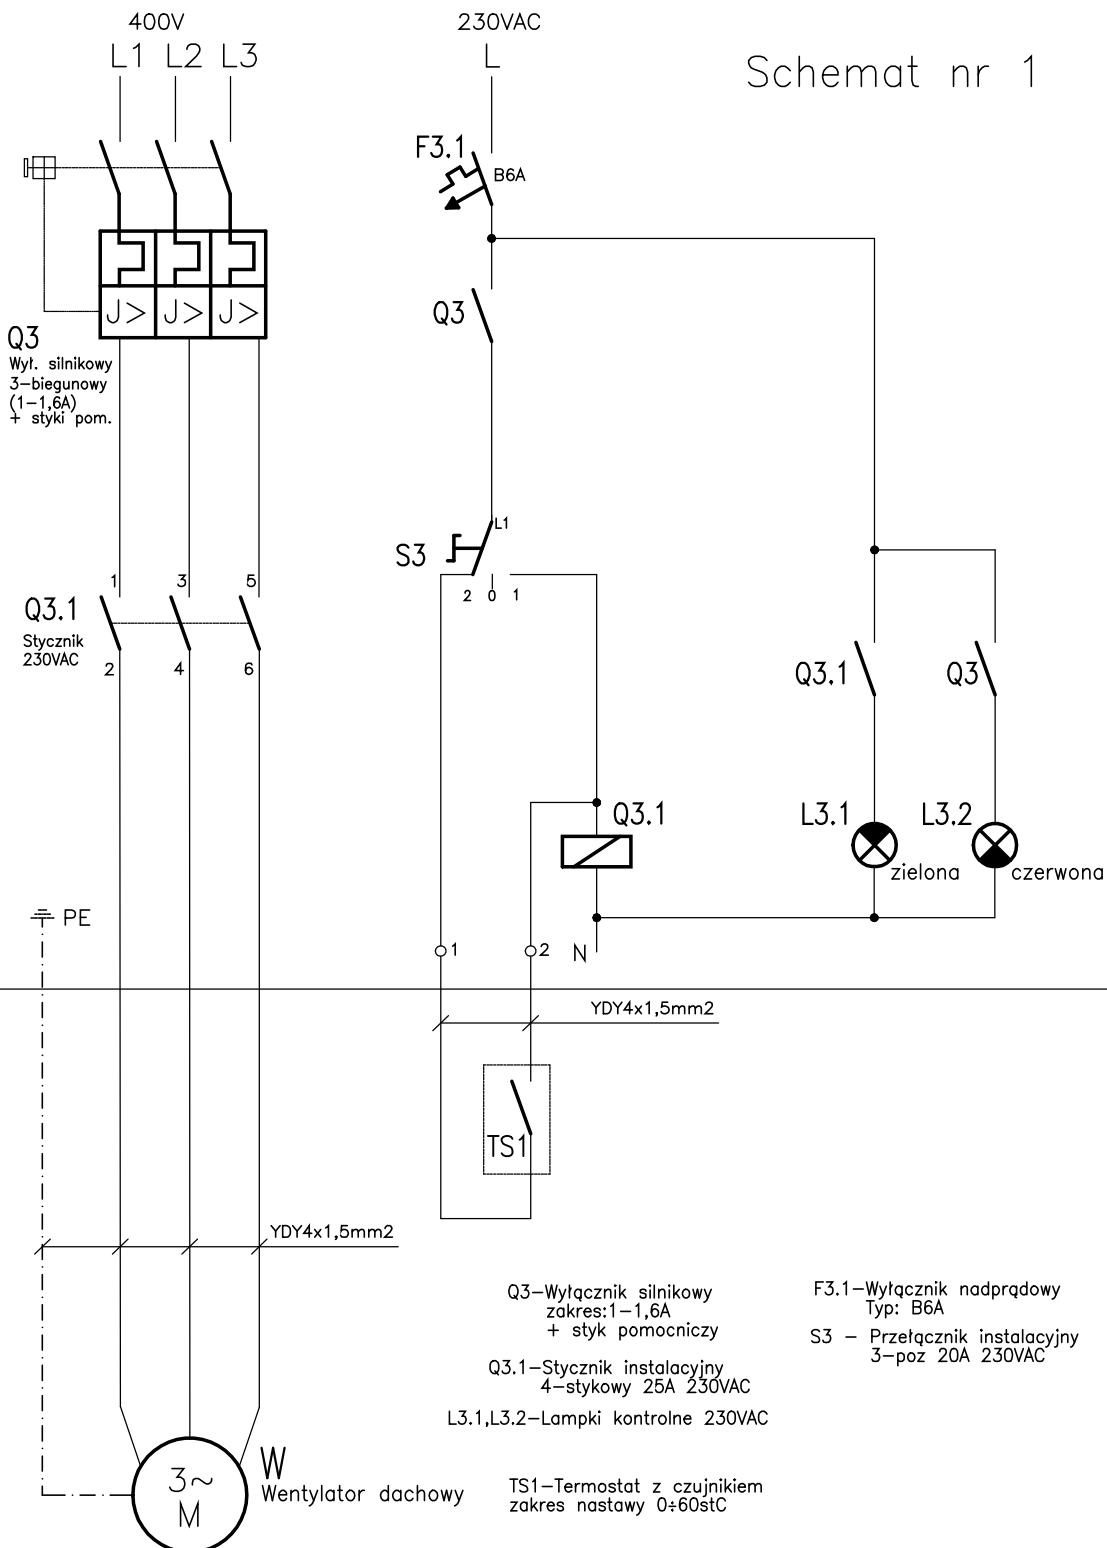 400V
L1 L2 L3
230VAC
L
Schemat nr 1
F3.1
B6A
J> J> J>
Q3
Wył. silnikowy
3-biegunowy
(1-1,6A)
+ styki pom.
Q3
L1
S3
2 0 1
1 3 5
Q3.1
Stycznik
230VAC
2 4 6
Q3.1
Q3
Q3.1
L3.1
zielona
L3.2
czerwona
PE
1
2
N
YDY4x1,5mm2
TS1
YDY4x1,5mm2
3~
M
W
Wentylator dachowy
Q3-Wyłącznik silnikowy
zakres:1-1,6A
+ styk pomocniczy
Q3.1-Stycznik instalacyjny
4-stykowy 25A 230VAC
L3.1,L3.2-Lampki kontrolne 230VAC
TS1-Termostat z czujnikiem
zakres nastawy 0÷60stC
F3.1-Wyłącznik nadprądowy
Typ: B6A
S3 - Przełącznik instalacyjny
3-poz 20A 230VAC